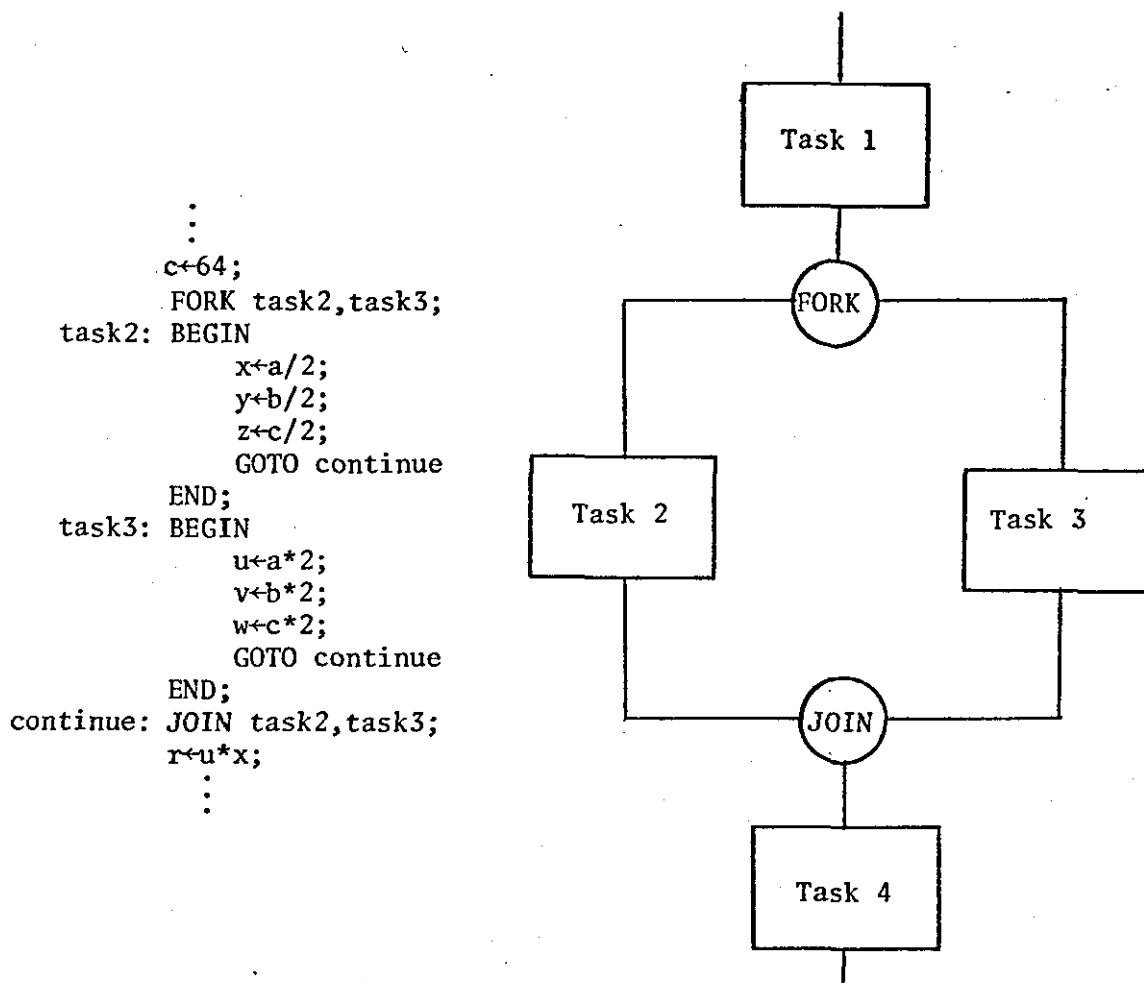 ⋮
c←64;
FORK task2,task3;
task2: BEGIN
x←a/2;
y←b/2;
z←c/2;
GOTO continue
END;
task3: BEGIN
u←a*2;
v←b*2;
w←c*2;
GOTO continue
END;
continue: JOIN task2,task3;
r←u*x;
⋮
Task 1
FORK
Task 2
Task 3
JOIN
Task 4